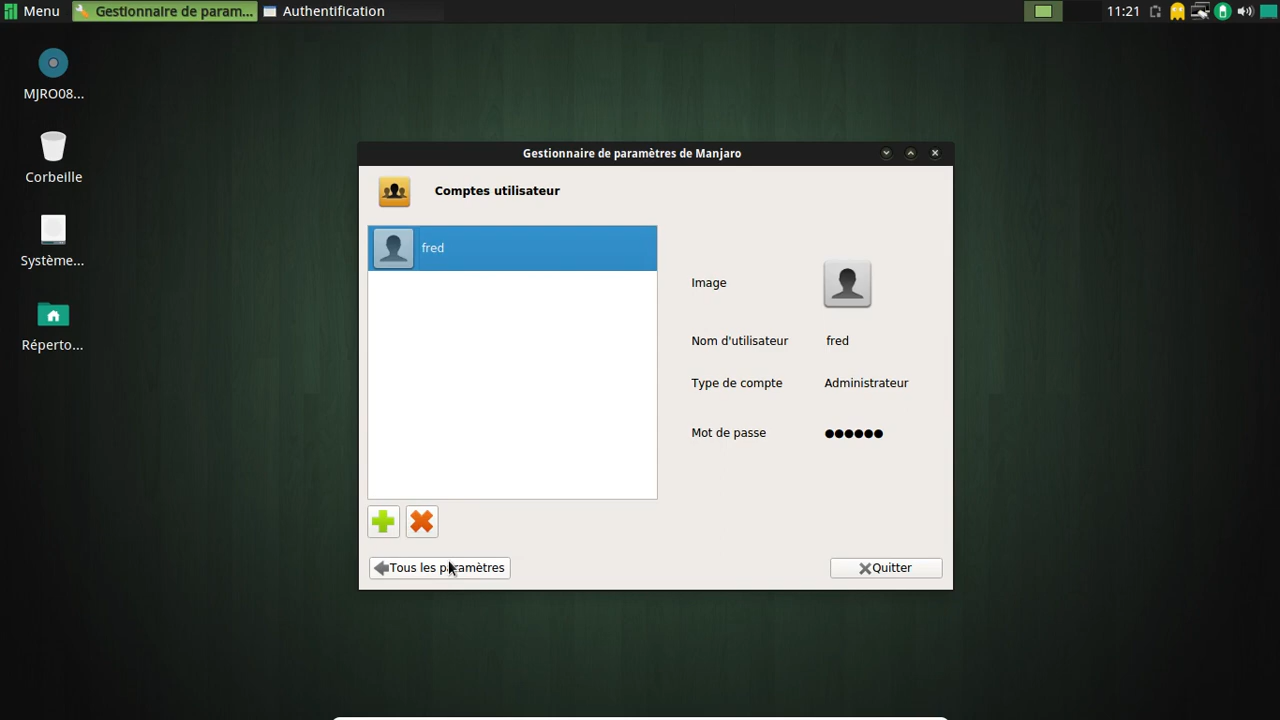 Menu
Gestionnaire de param...
Authentification
11:21
MJRO08...
Corbeille
Système...
Réperto...
Gestionnaire de paramètres de Manjaro
Comptes utilisateur
fred
Image
Nom d'utilisateur fred
Type de compte Administrateur
Mot de passe ●●●●●●
Tous les paramètres
Quitter